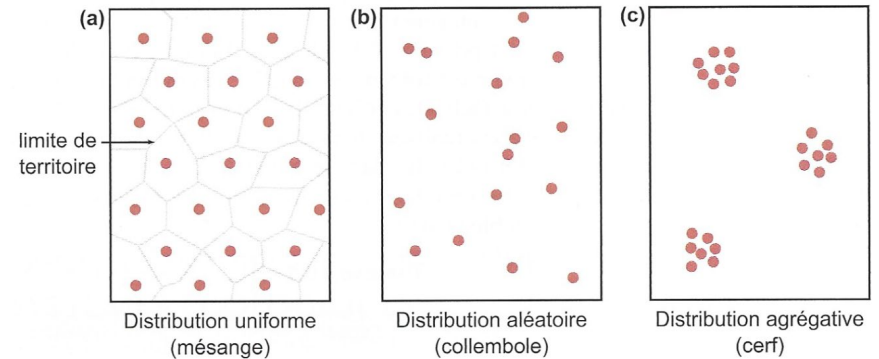 (a)
(b)
(c)
limite de
territoire
Distribution uniforme
(mésange)
Distribution aléatoire
(collembole)
Distribution agrégative
(cerf)